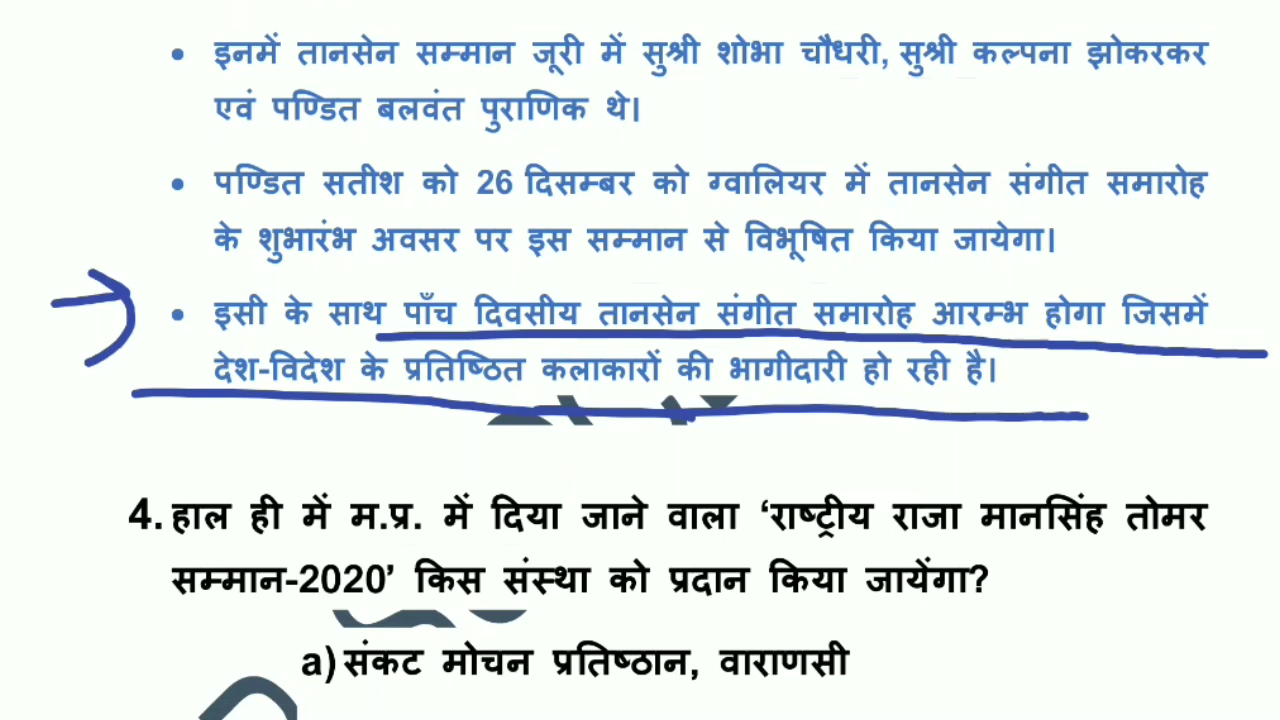 • इनमें तानसेन सम्मान जूरी में सुश्री शोभा चौधरी, सुश्री कल्पना झोकरकर
एवं पण्डित बलवंत पुराणिक थे।
• पण्डित सतीश को 26 दिसम्बर को ग्वालियर में तानसेन संगीत समारोह
के शुभारंभ अवसर पर इस सम्मान से विभूषित किया जायेगा।
• इसी के साथ पाँच दिवसीय तानसेन संगीत समारोह आरम्भ होगा जिसमें
देश-विदेश के प्रतिष्ठित कलाकारों की भागीदारी हो रही है।
4. हाल ही में म.प्र. में दिया जाने वाला ‘राष्ट्रीय राजा मानसिंह तोमर
सम्मान-2020’ किस संस्था को प्रदान किया जायेंगा?
a) संकट मोचन प्रतिष्ठान, वाराणसी